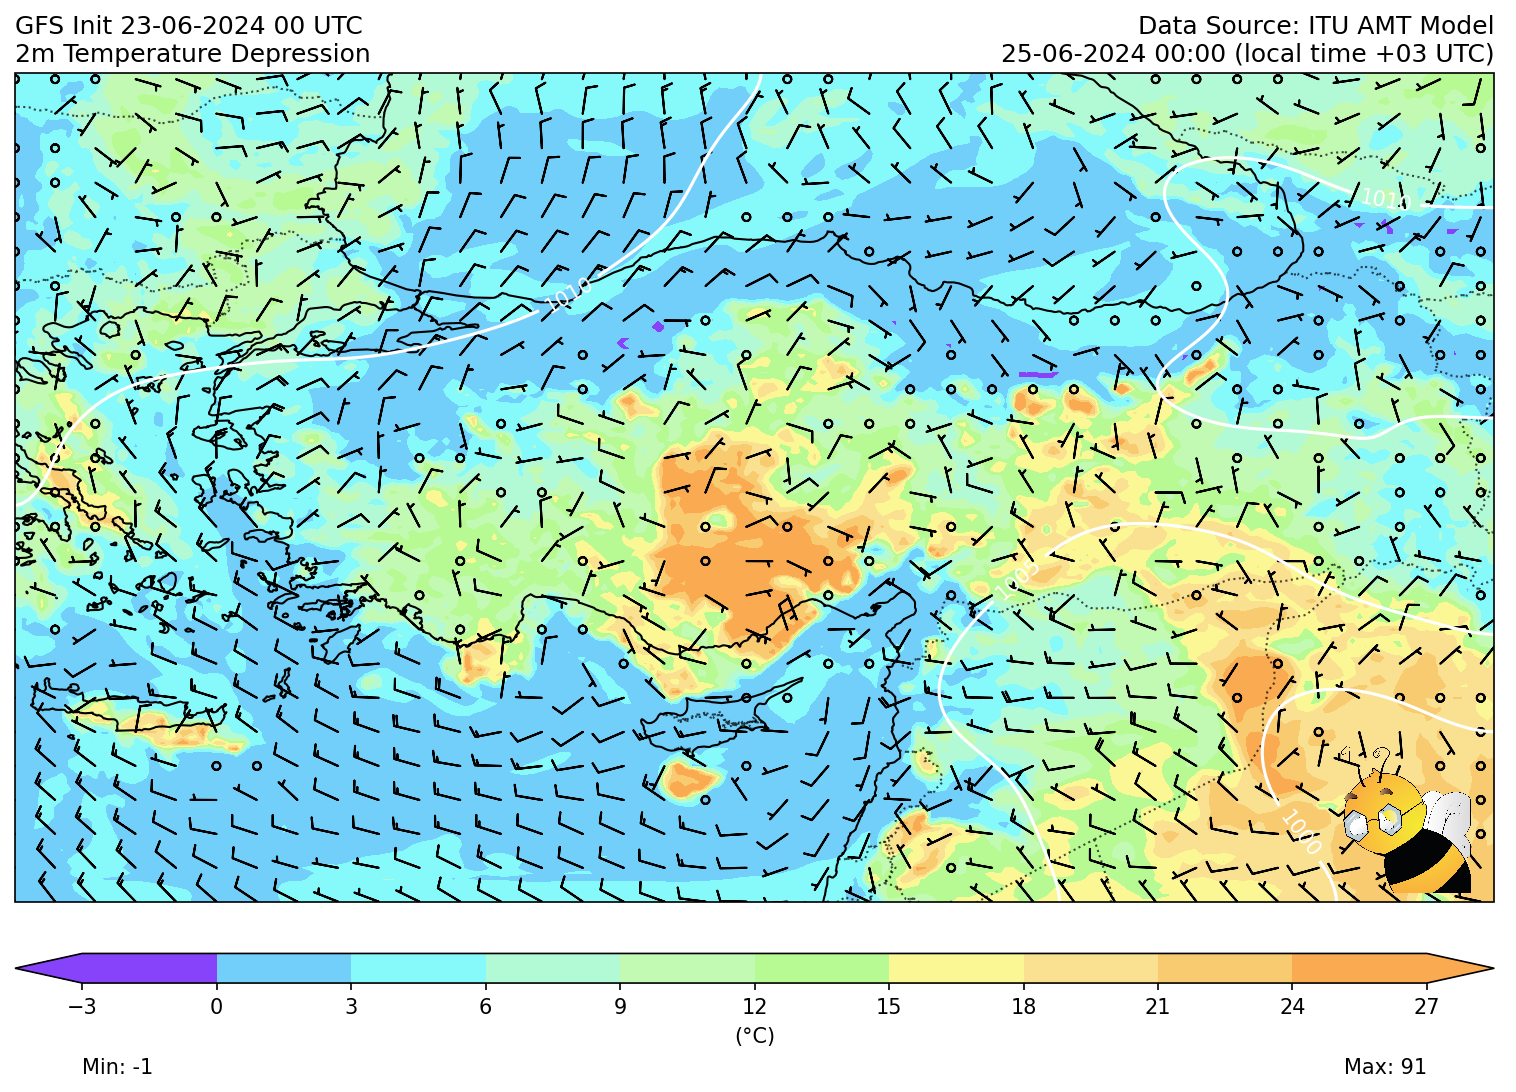 GFS Init 23-06-2024 00 UTC
2m Temperature Depression
Data Source: ITU AMT Model
25-06-2024 00:00 (local time +03 UTC)
1010
1010
1005
1000
−3 0 3 6 9 12 15 18 21 24 27
(°C)
Min: -1
Max: 91